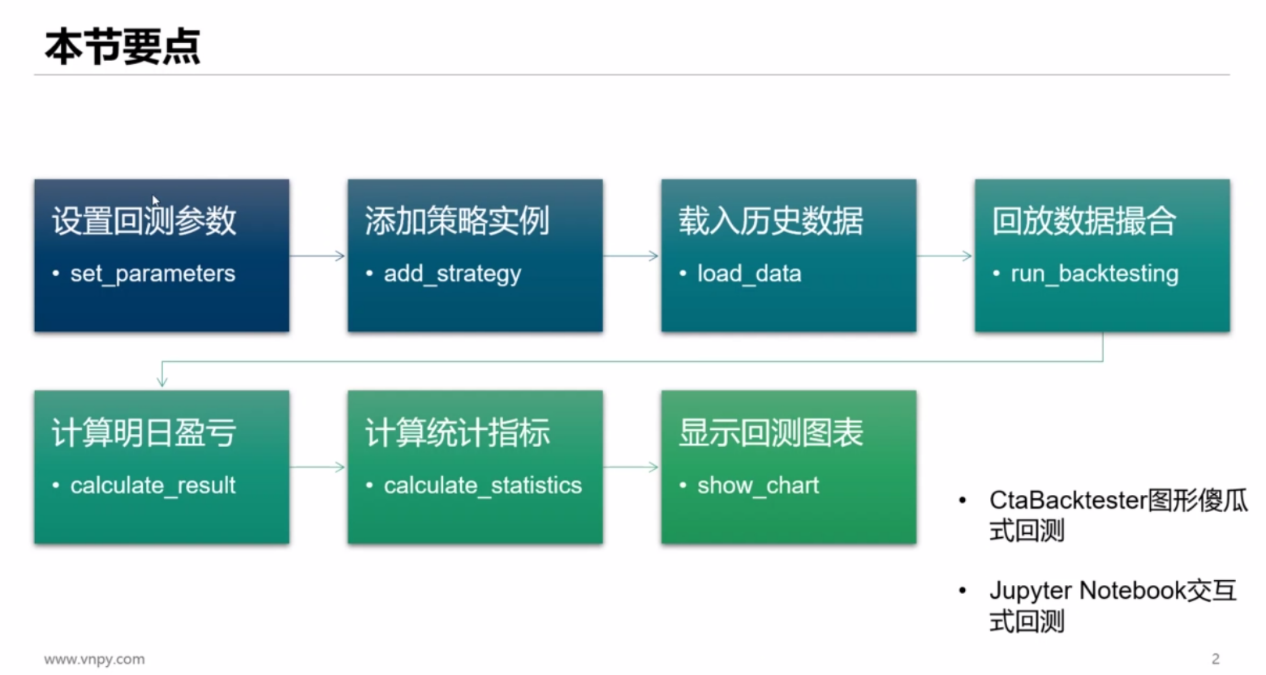 本节要点
设置回测参数
• set_parameters
添加策略实例
• add_strategy
载入历史数据
• load_data
回放数据撮合
• run_backtesting
计算明日盈亏
• calculate_result
计算统计指标
• calculate_statistics
显示回测图表
• show_chart
• CtaBacktester图形傻瓜
式回测
• Jupyter Notebook交互
式回测
www.vnpy.com
2